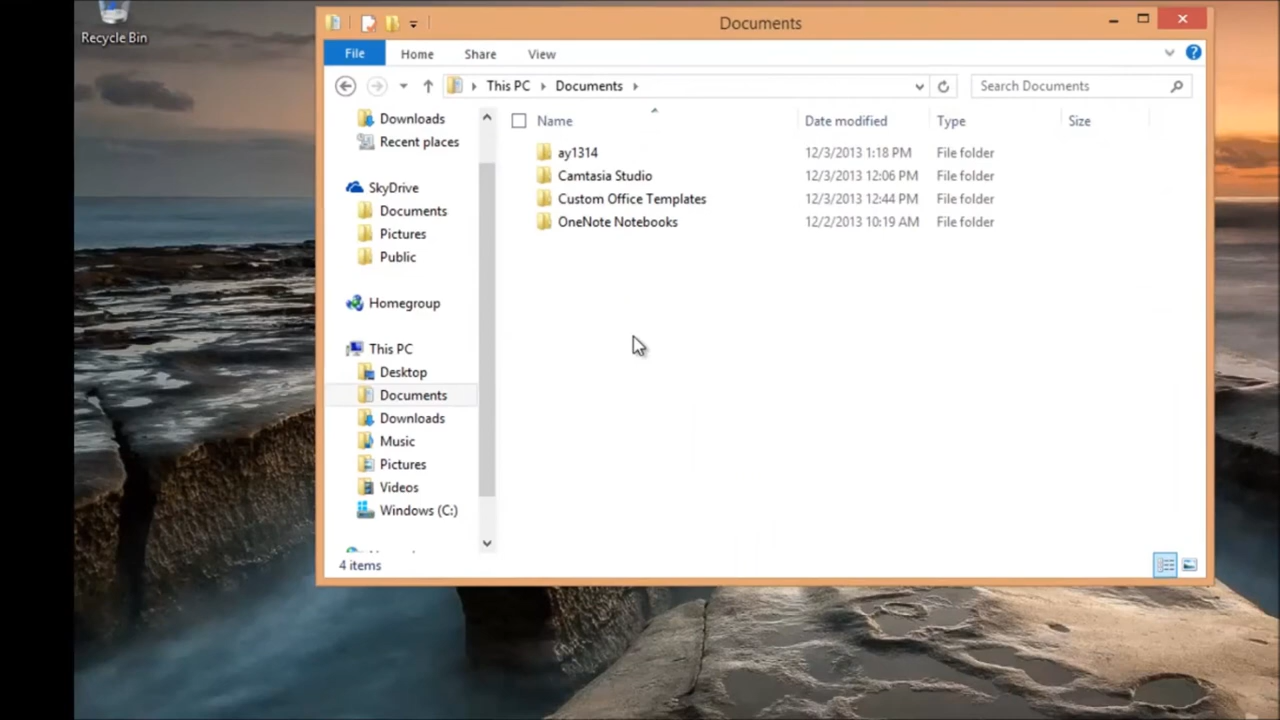 Recycle Bin
Documents
File Home Share View
This PC Documents
Search Documents
Name Date modified Type Size
ay1314 12/3/2013 1:18 PM File folder
Camtasia Studio 12/3/2013 12:06 PM File folder
Custom Office Templates 12/3/2013 12:44 PM File folder
OneNote Notebooks 12/2/2013 10:19 AM File folder
Downloads
Recent places
SkyDrive
Documents
Pictures
Public
Homegroup
This PC
Desktop
Documents
Downloads
Music
Pictures
Videos
Windows (C:)
4 items